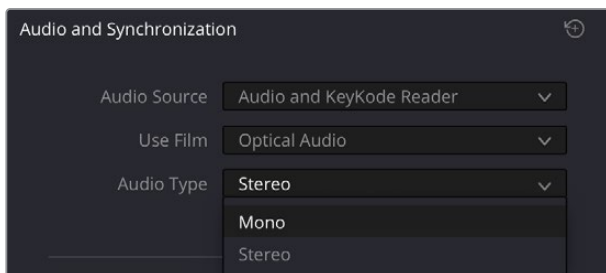 Audio and Synchronization
Audio Source Audio and KeyKode Reader
Use Film Optical Audio
Audio Type Stereo
Mono
Stereo